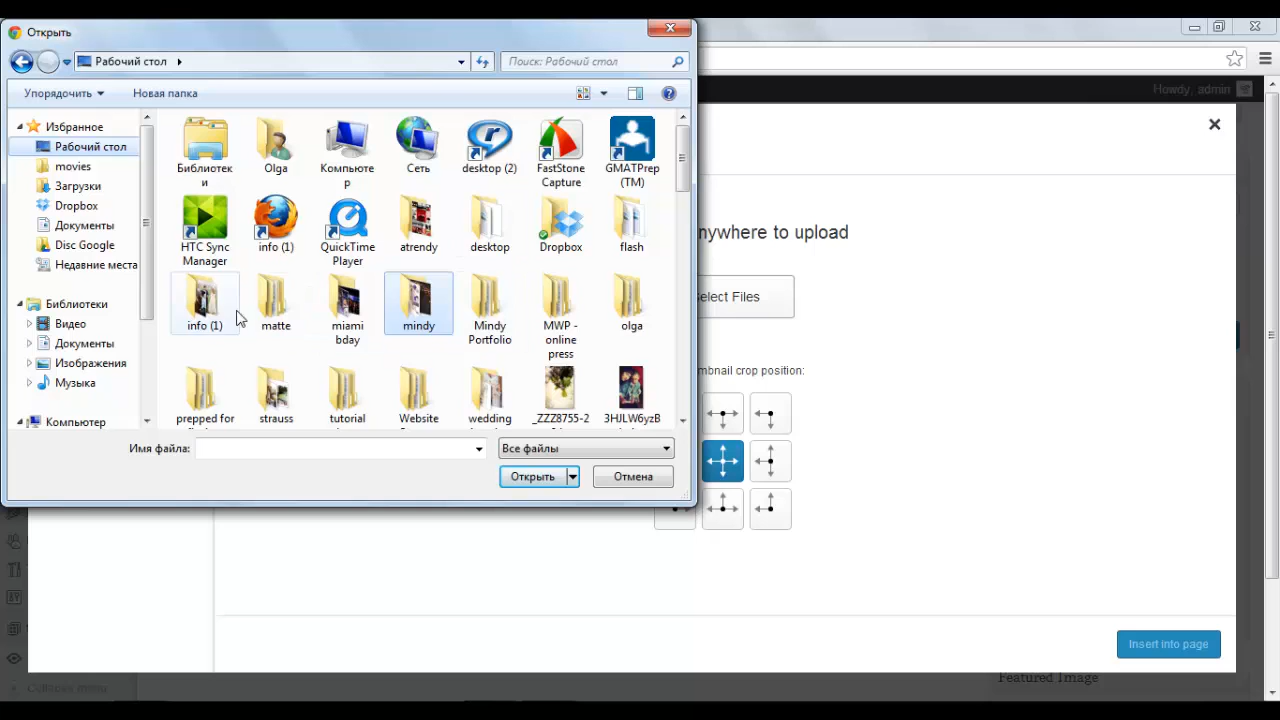 Открыть
Рабочий стол
Поиск: Рабочий стол
Упорядочить
Новая папка
Howdy, admin
Избранное
Рабочий стол
movies
Загрузки
Dropbox
Документы
Disc Google
Недавние места
Библиотеки
Видео
Документы
Изображения
Музыка
Компьютер
Библиотек
и
Olga
Компьюте
р
Сеть
desktop (2)
FastStone
Capture
GMATPrep
(TM)
HTC Sync
Manager
info (1)
QuickTime
Player
atrendy
desktop
Dropbox
flash
info (1)
matte
miami
bday
mindy
Mindy
Portfolio
MWP -
online
press
olga
prepped for
strauss
tutorial
Website
wedding
_ZZZ8755-2
3HJLW6yzB
Имя файла:
Все файлы
Открыть
Отмена
nywhere to upload
elect Files
mbnail crop position:
Insert into page
Collapse menu
Featured Image